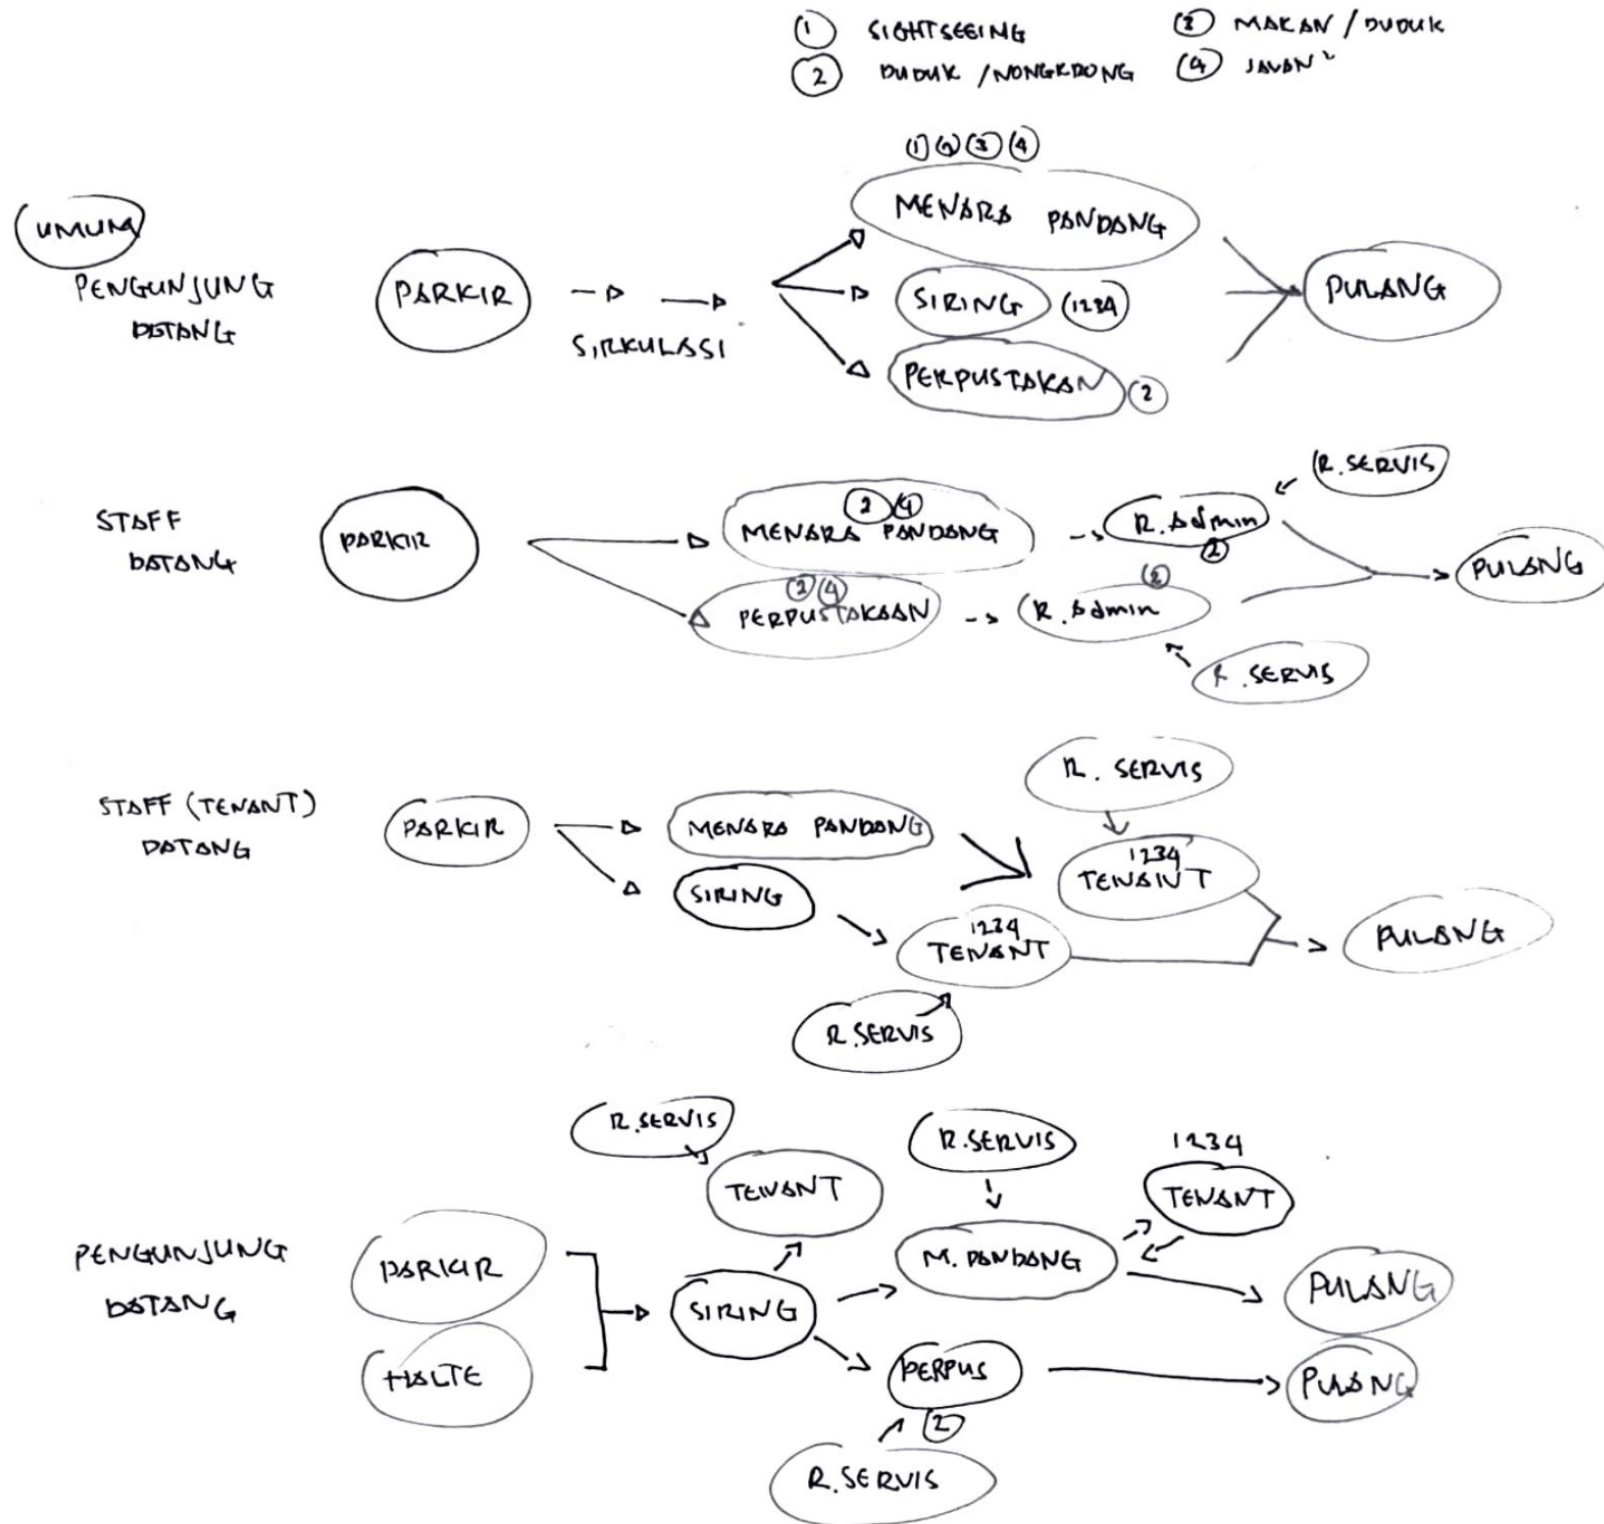 ① SIGHTSEEING ③ MAKAN / DUDUK
② DUDUK / NONGKRONG ④ JALAN²
① ② ③ ④
MENARA PANDANG
UMUM
PENGUNJUNG
DATANG
PARKIR
SIRKULASSI
SIRING 1234
PERPUSTAKAN 2
PULANG
STAFF
DATANG
PARKIR
2 4
MENARA PANDANG
R. Admin
2
R. SERVIS
2 4
PERPUSTAKAAN
R. Admin
2
R. SERVIS
PULANG
STAFF (TENANT)
DATANG
PARKIR
MENARA PANDANG
SIRING
R. SERVIS
1234
TENANT
1234
TENANT
R. SERVIS
PULANG
PENGUNJUNG
DATANG
PARKIR
HALTE
SIRING
R. SERVIS
TENANT
R. SERVIS
M. PANDANG
1234
TENANT
PULANG
PERPUS
2
R. SERVIS
PULANG